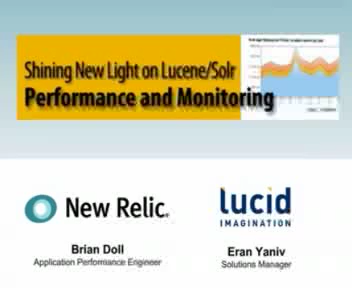 Shining New Light on Lucene/Solr
Performance and Monitoring
New Relic®
lucid
IMAGINATION
Brian Doll
Application Performance Engineer
Eran Yaniv
Solutions Manager